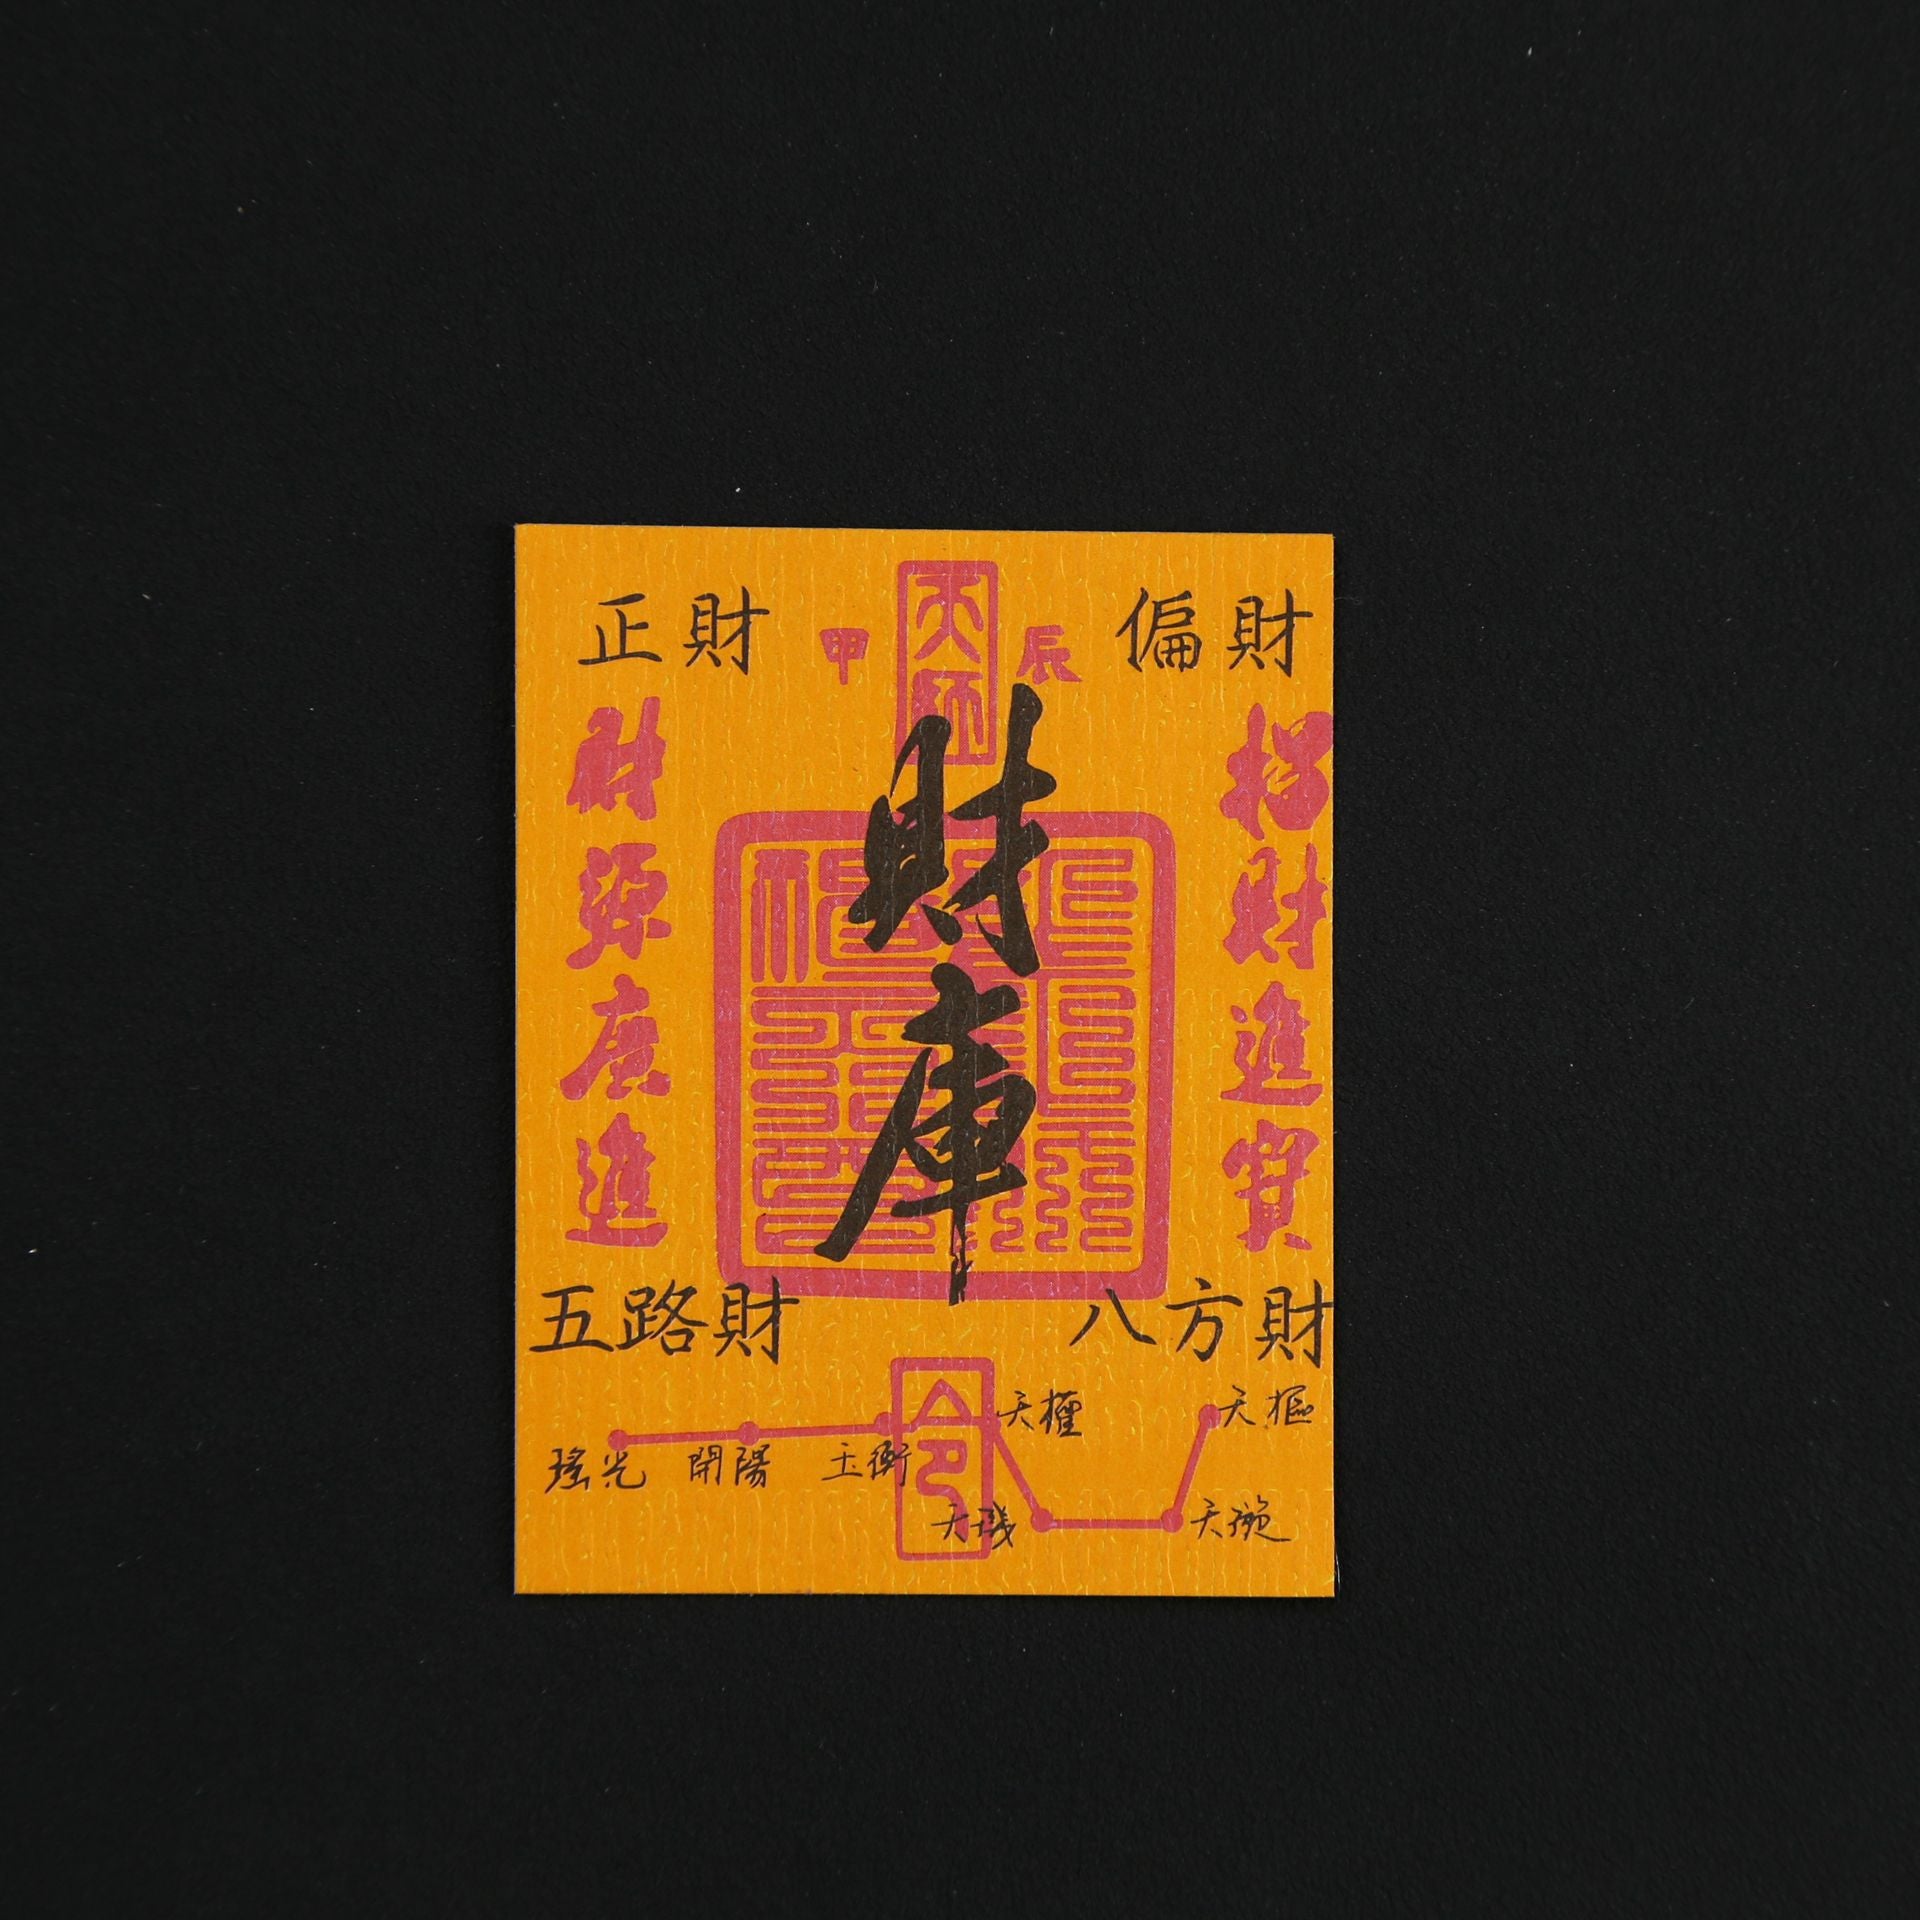 天師
甲 辰
正財
偏財
財庫
招財進寶
財源廣進
五路財
八方財
令
天樞
天權
瑤光
開陽
玉衡
天璣
天璇